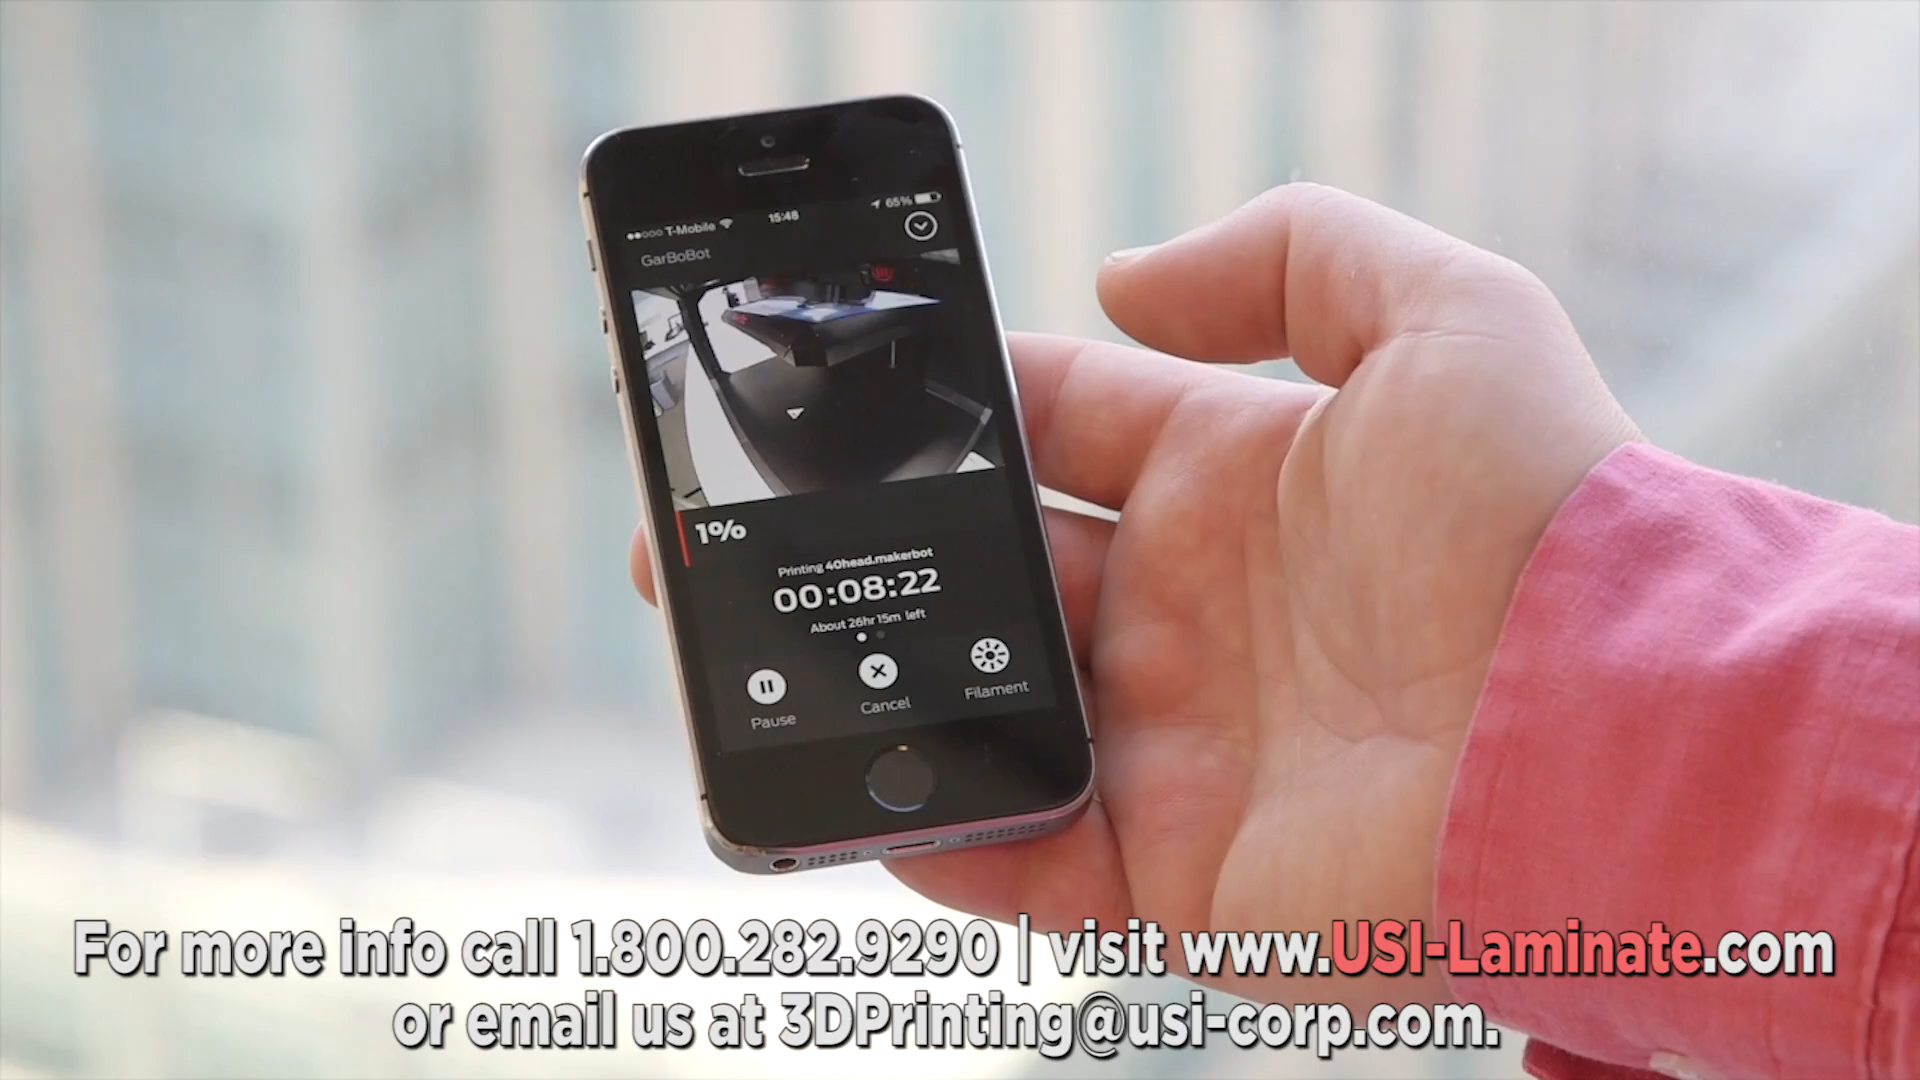 T-Mobile 15:48 65%
GarBoBot
1%
Printing 40head.makerbot
00:08:22
About 26hr 15m left
Pause Cancel Filament
For more info call 1.800.282.9290 | visit www.USI-Laminate.com
or email us at 3DPrinting@usi-corp.com.